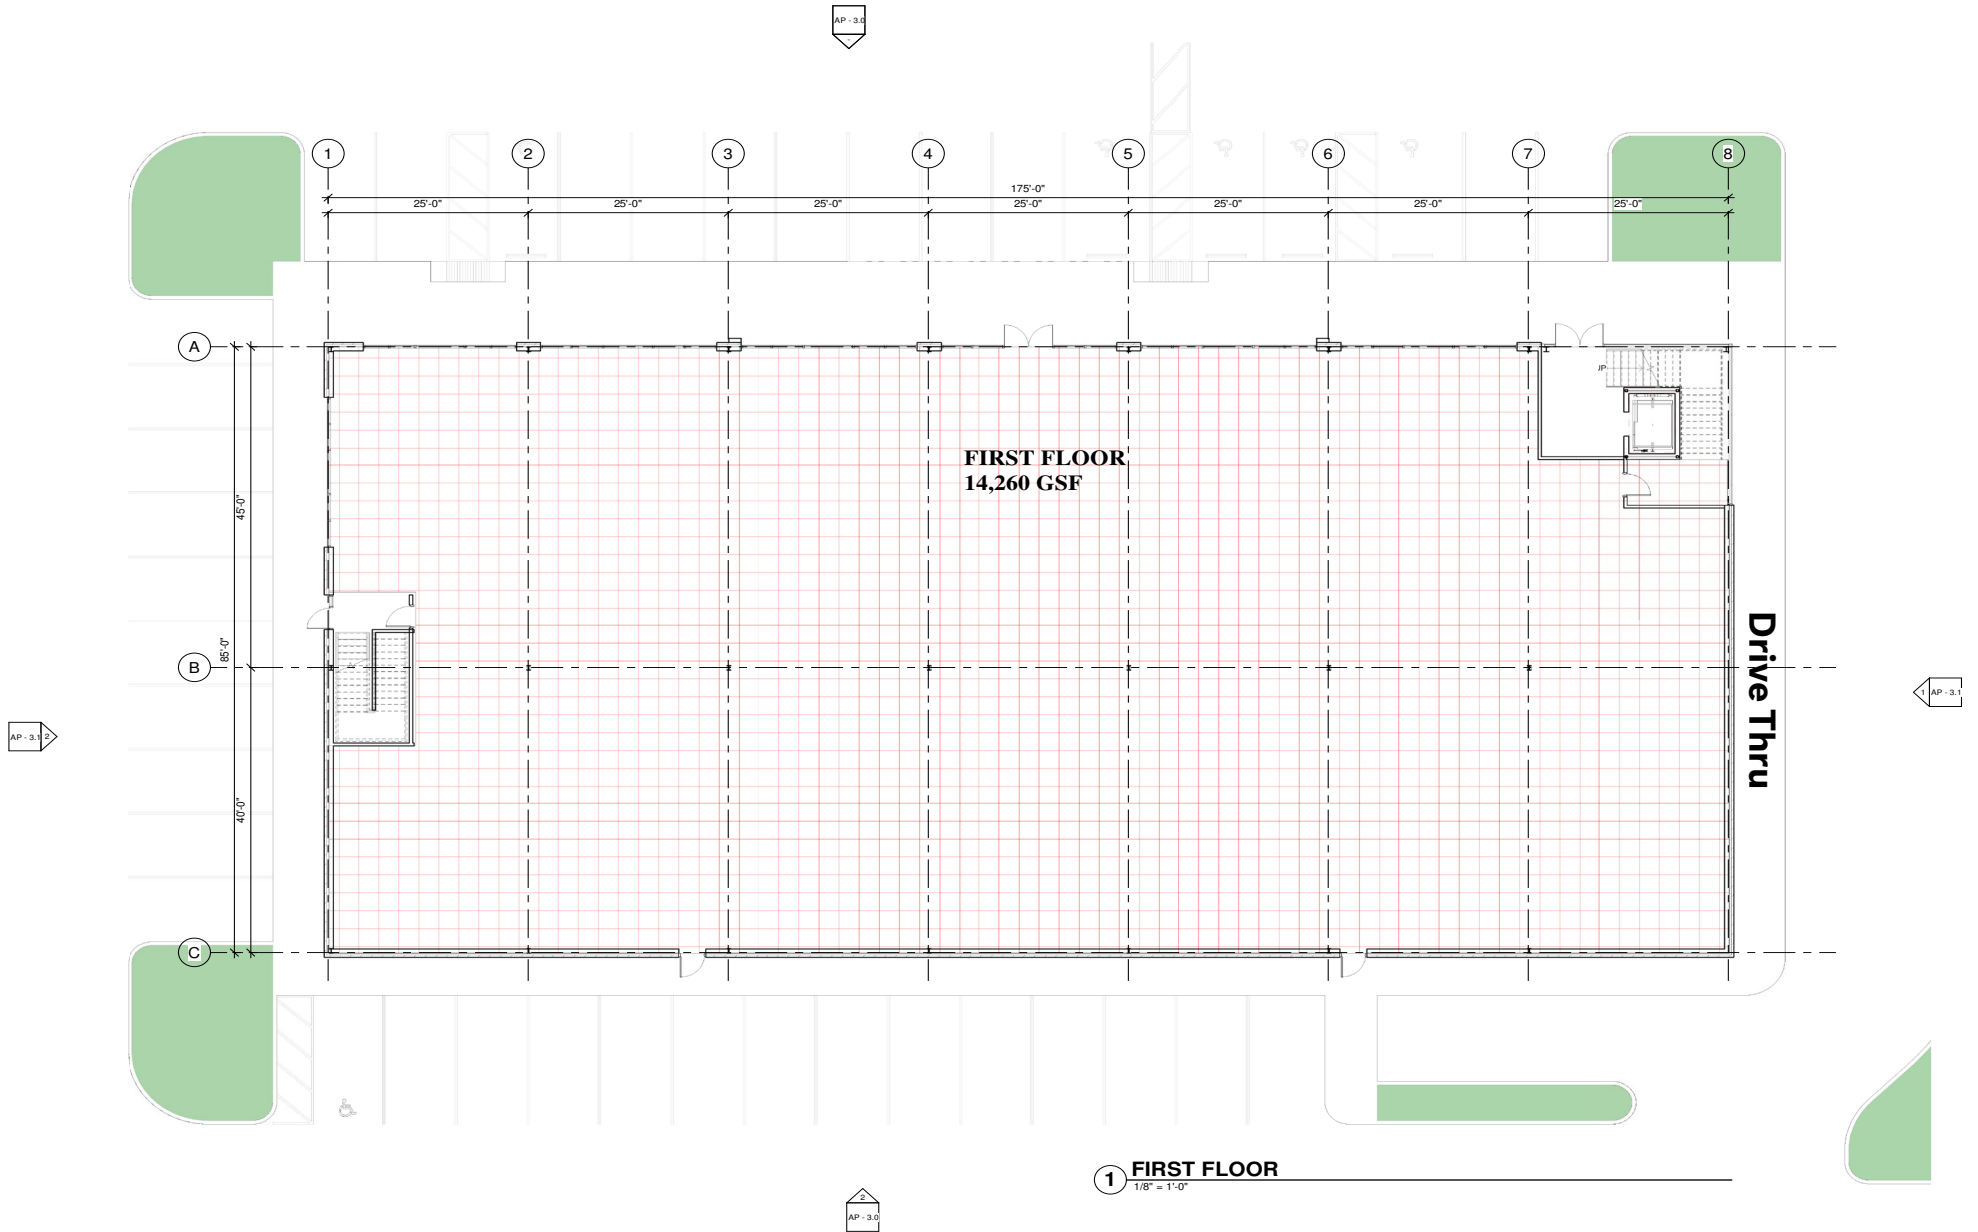 AP - 3.0
1
2
3
4
5
6
7
8
175'-0"
25'-0"
25'-0"
25'-0"
25'-0"
25'-0"
25'-0"
25'-0"
A
FIRST FLOOR
14,260 GSF
45'-0"
85'-0"
B
Drive Thru
1 AP - 3.1
AP - 3.1 2
40'-0"
C
1
FIRST FLOOR
1/8" = 1'-0"
2
AP - 3.0